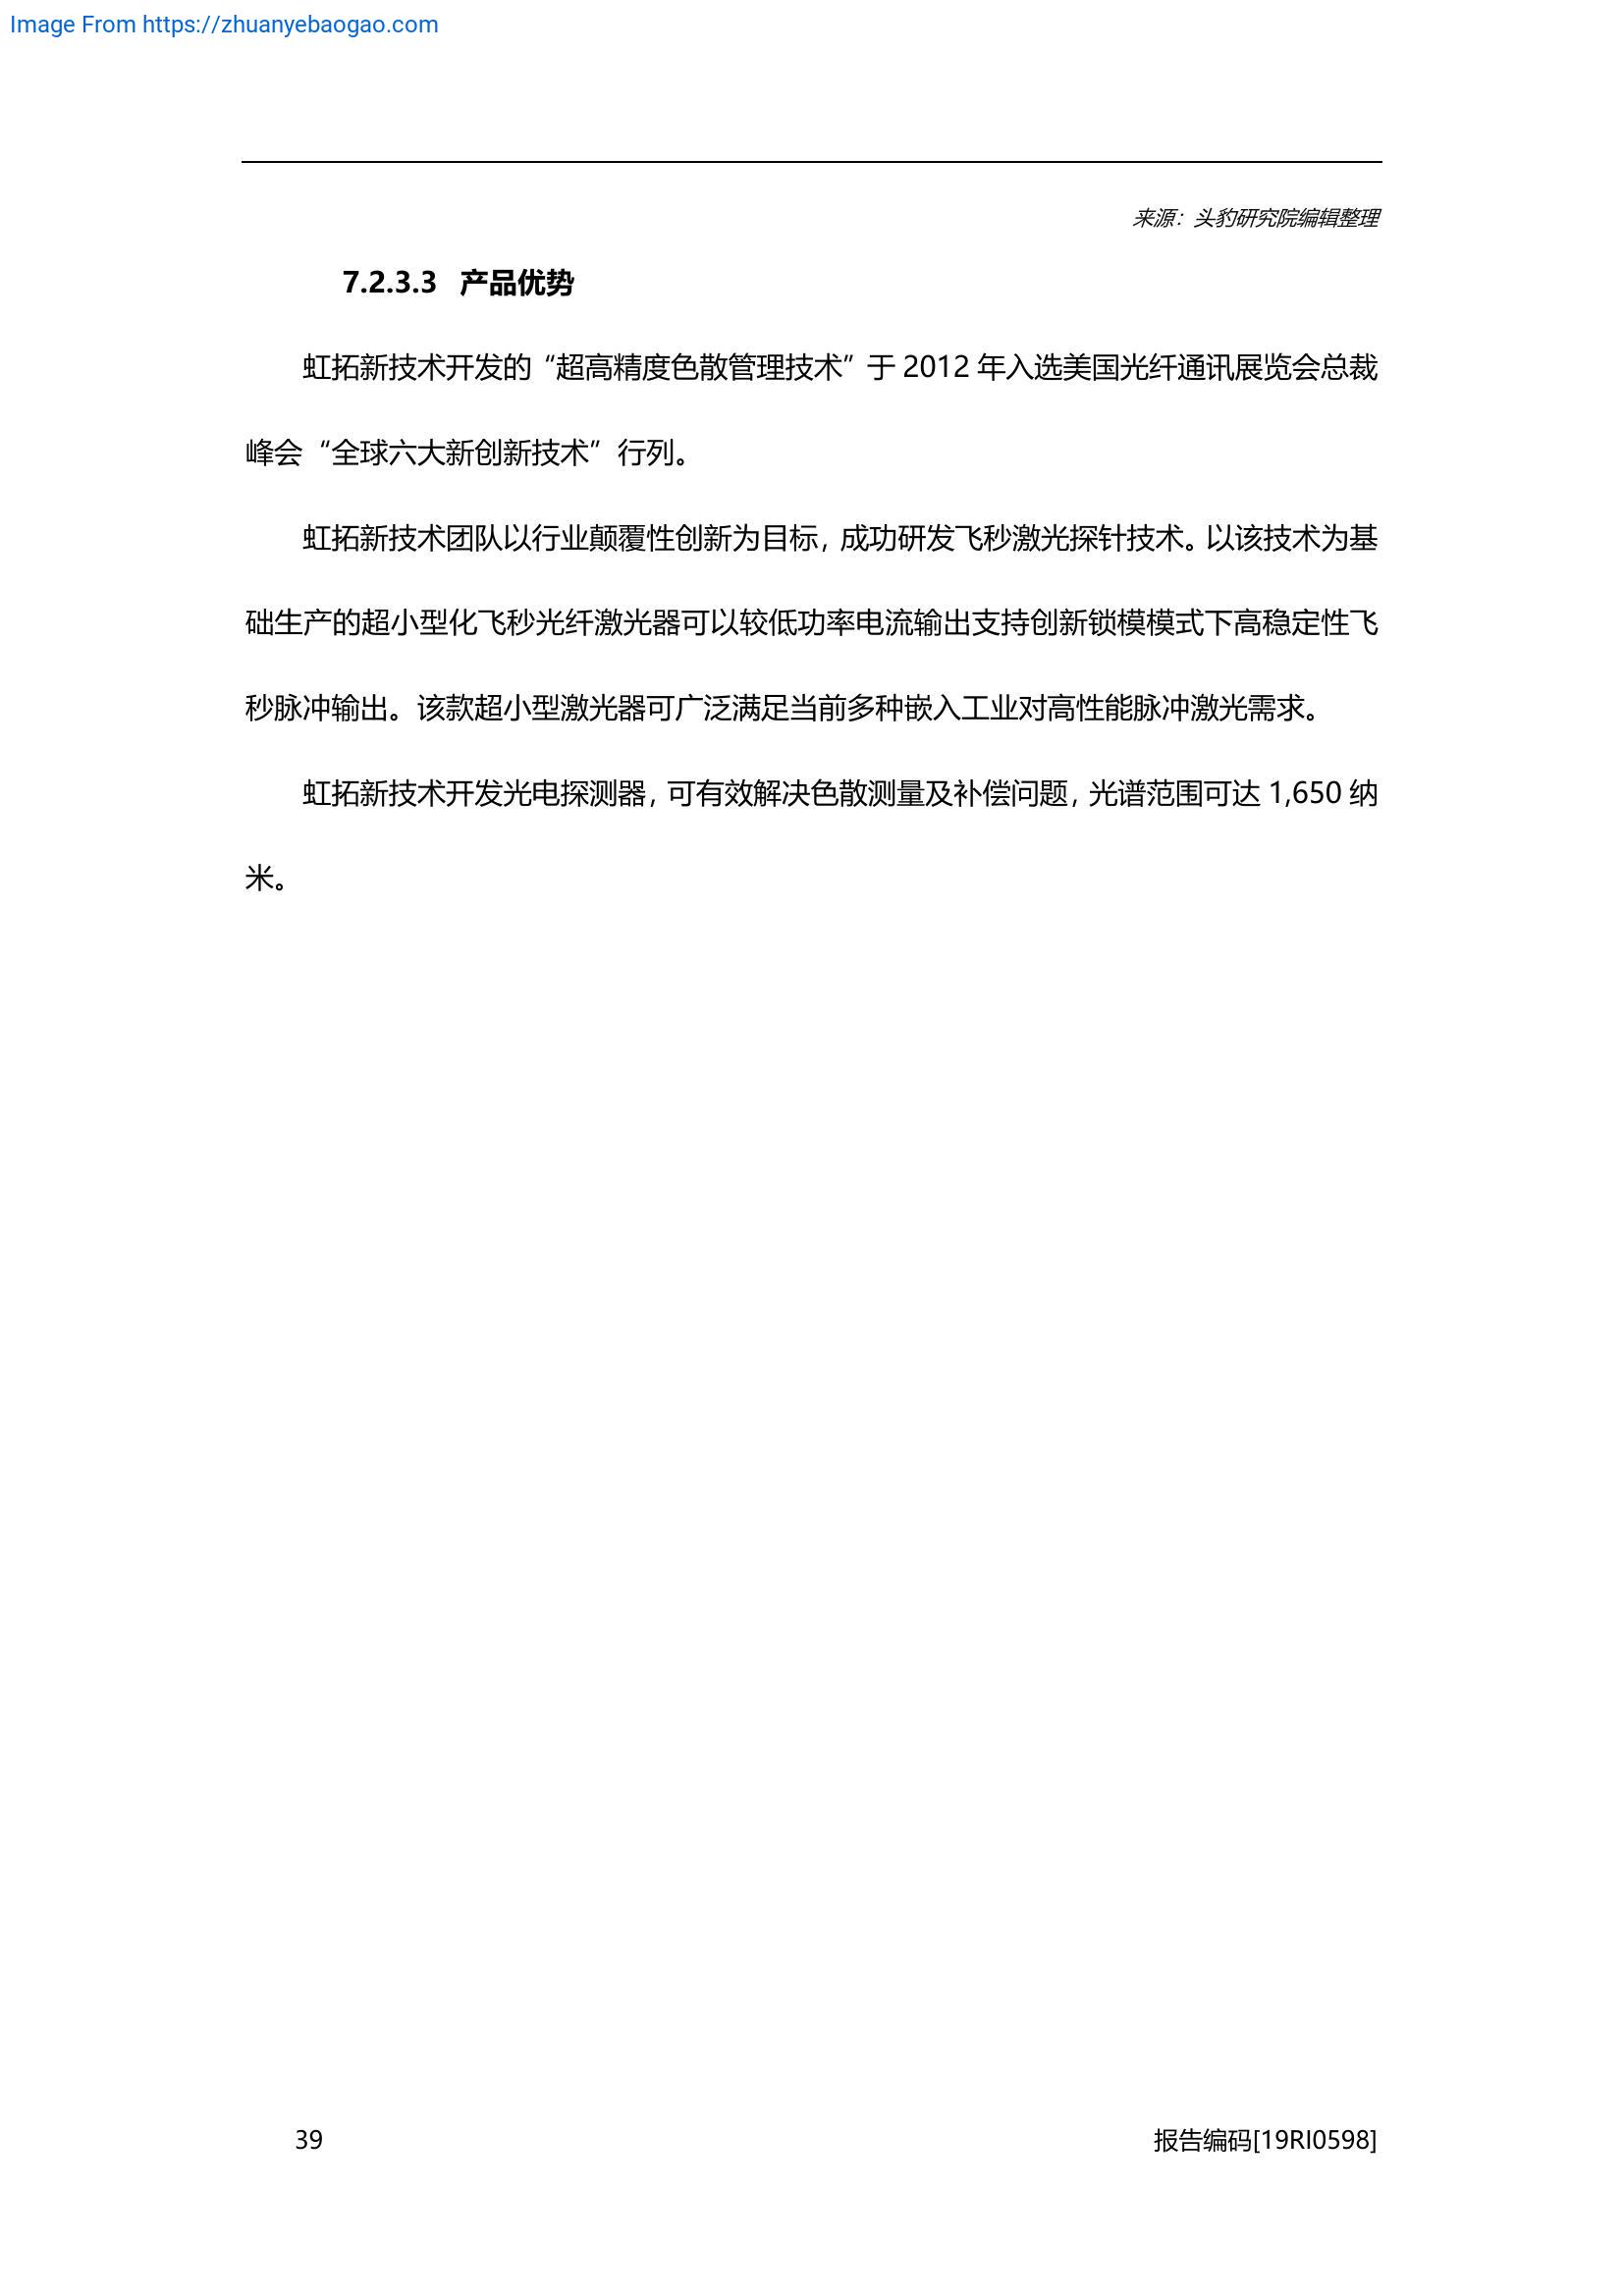 Image From https://zhuanyebaogao.com
来源：头豹研究院编辑整理
7.2.3.3 产品优势
虹拓新技术开发的“超高精度色散管理技术”于 2012 年入选美国光纤通讯展览会总裁
峰会“全球六大新创新技术”行列。
虹拓新技术团队以行业颠覆性创新为目标，成功研发飞秒激光探针技术。以该技术为基
础生产的超小型化飞秒光纤激光器可以较低功率电流输出支持创新锁模模式下高稳定性飞
秒脉冲输出。该款超小型激光器可广泛满足当前多种嵌入工业对高性能脉冲激光需求。
虹拓新技术开发光电探测器，可有效解决色散测量及补偿问题，光谱范围可达 1,650 纳
米。
39
报告编码[19RI0598]